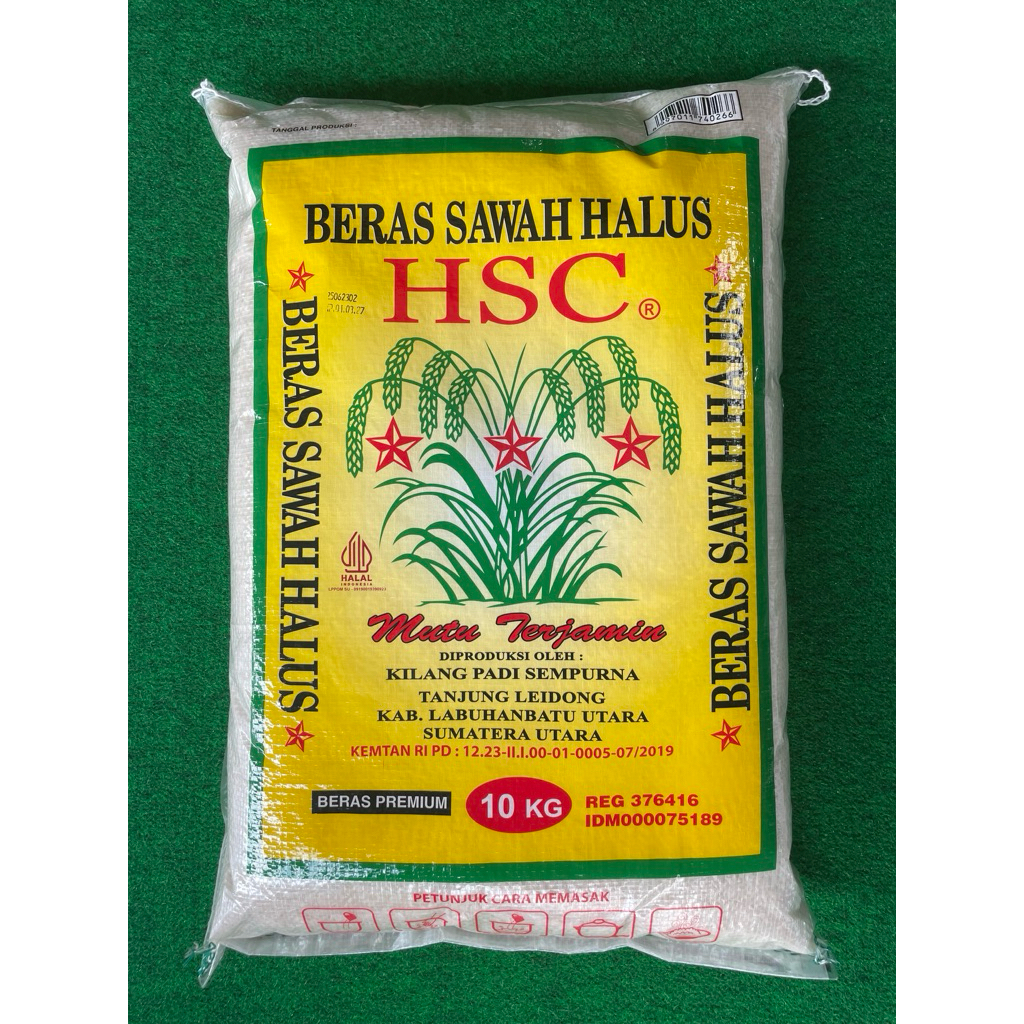 TANGGAL PRODUKSI :
BERAS SAWAH HALUS
HSC ®
BERAS SAWAH HALUS
BERAS SAWAH HALUS
HALAL
INDONESIA
Mutu Terjamin
DIPRODUKSI OLEH :
KILANG PADI SEMPURNA
TANJUNG LEIDONG
KAB. LABUHANBATU UTARA
SUMATERA UTARA
KEMTAN RI PD : 12.23-II.I.00-01-0005-07/2019
BERAS PREMIUM
10 KG
REG 376416
IDM000075189
PETUNJUK CARA MEMASAK